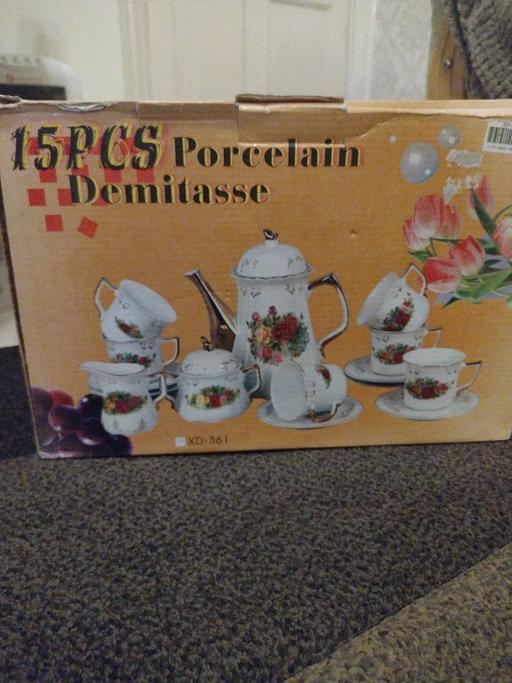 15PCS Porcelain
Demitasse
XD-361